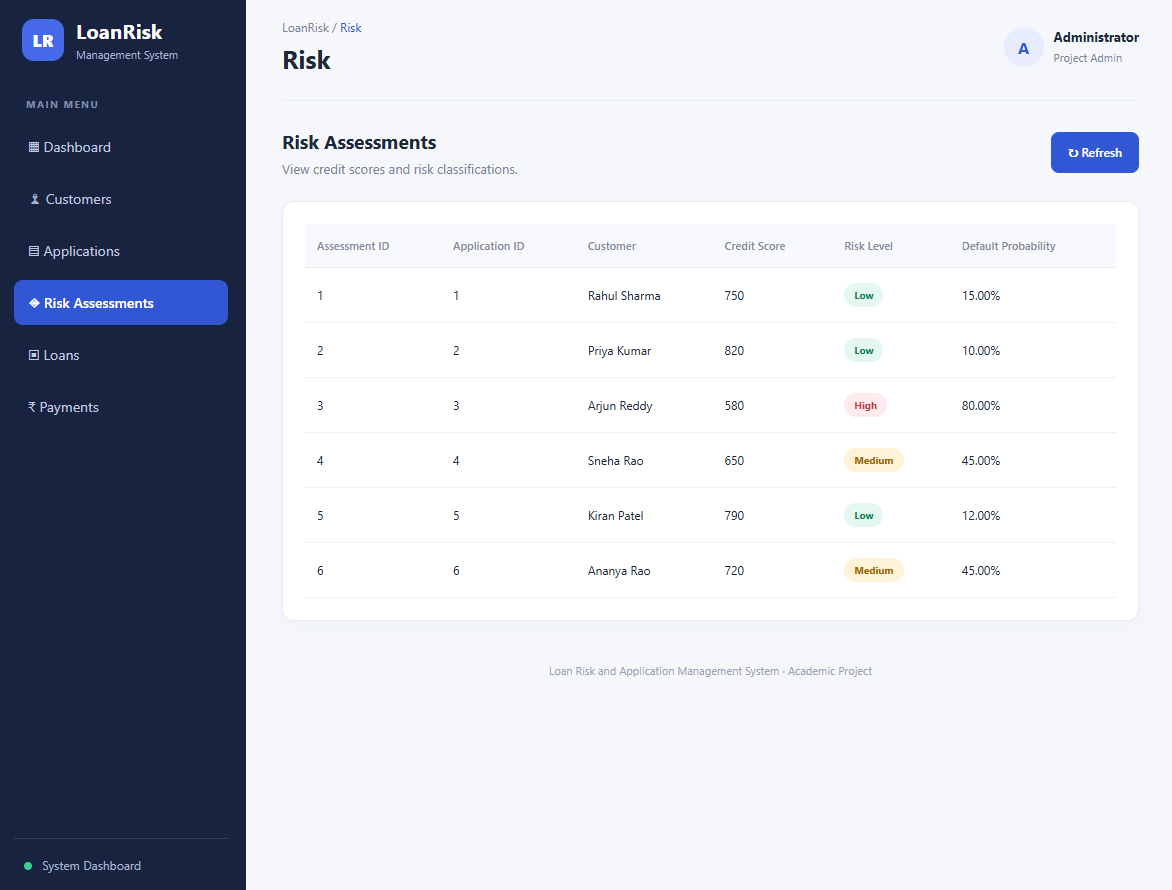 LR
LoanRisk
Management System
MAIN MENU
▦ Dashboard
♟ Customers
▤ Applications
◈ Risk Assessments
▣ Loans
₹ Payments
System Dashboard
LoanRisk / Risk
Risk
A
Administrator
Project Admin
Risk Assessments
View credit scores and risk classifications.
↻ Refresh
Assessment ID Application ID Customer Credit Score Risk Level Default Probability
1 1 Rahul Sharma 750 Low 15.00%
2 2 Priya Kumar 820 Low 10.00%
3 3 Arjun Reddy 580 High 80.00%
4 4 Sneha Rao 650 Medium 45.00%
5 5 Kiran Patel 790 Low 12.00%
6 6 Ananya Rao 720 Medium 45.00%
Loan Risk and Application Management System · Academic Project